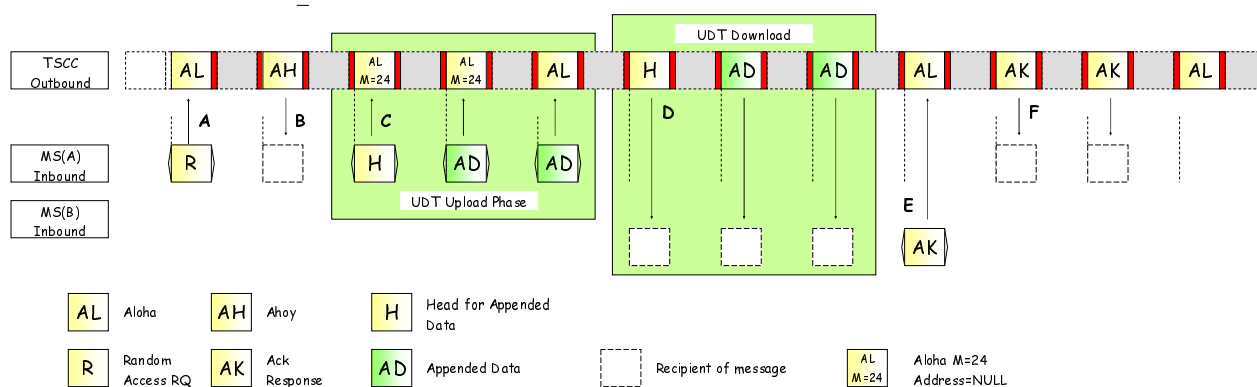 UDT Download
TSCC
Outbound
AL
AH
AL
M=24
AL
M=24
AL
H
AD
AD
AL
AK
AK
AL
A
B
C
D
F
MS(A)
Inbound
R
H
AD
AD
UDT Upload Phase
MS(B)
Inbound
E
AK
AL
Aloha
AH
Ahoy
H
Head for Appended
Data
R
Random
Access RQ
AK
Ack
Response
AD
Appended Data
Recipient of message
AL
M=24
Aloha M=24
Address=NULL